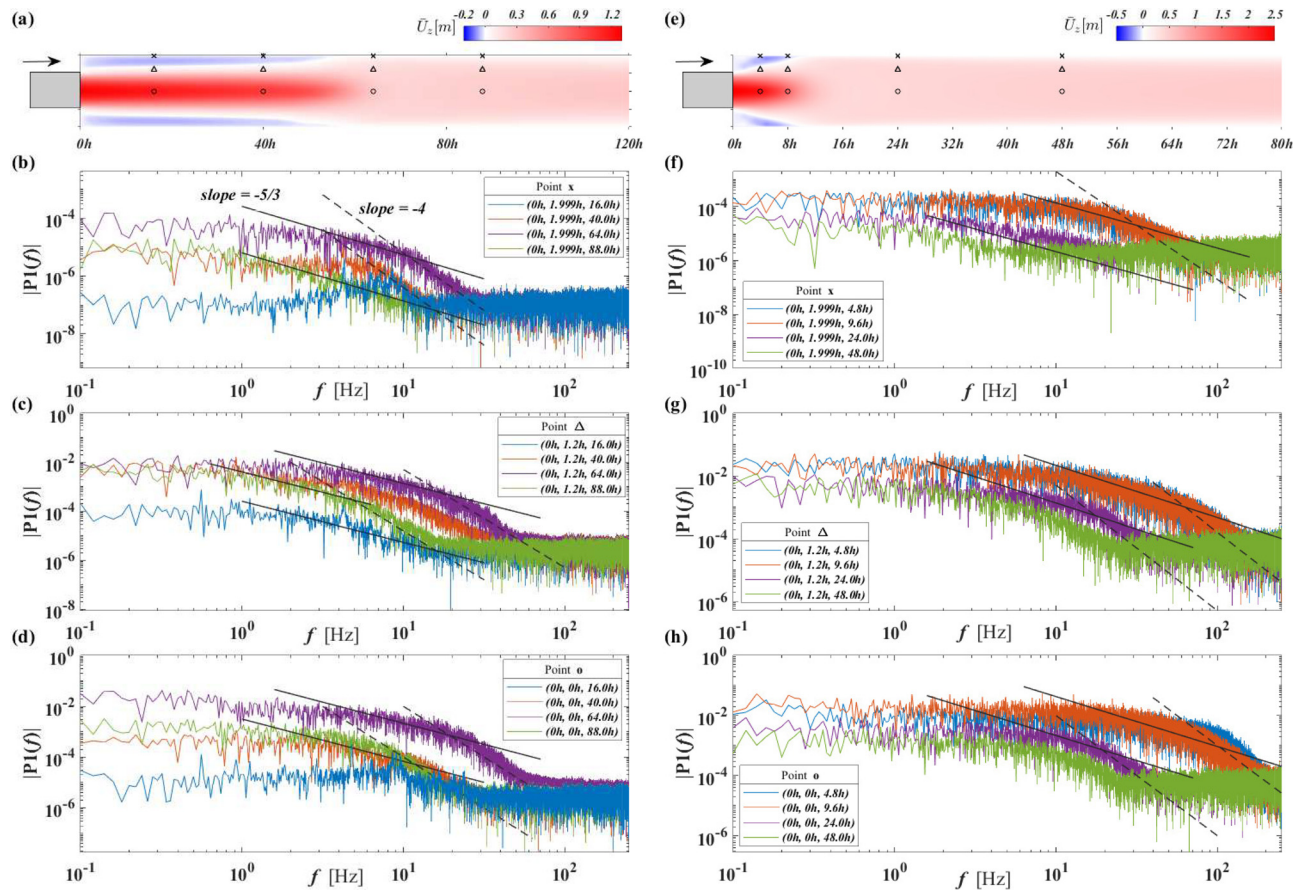 (a)
Ū_z[m]
-0.2 0 0.3 0.6 0.9 1.2
0h 40h 80h 120h
(b)
slope = -5/3
slope = -4
Point x
(0h, 1.999h, 16.0h)
(0h, 1.999h, 40.0h)
(0h, 1.999h, 64.0h)
(0h, 1.999h, 88.0h)
|P1(f)|
10^-4
10^-6
10^-8
10^-1 10^0 10^1 10^2
f [Hz]
(c)
Point Δ
(0h, 1.2h, 16.0h)
(0h, 1.2h, 40.0h)
(0h, 1.2h, 64.0h)
(0h, 1.2h, 88.0h)
|P1(f)|
10^0
10^-2
10^-4
10^-6
10^-8
10^-1 10^0 10^1 10^2
f [Hz]
(d)
Point o
(0h, 0h, 16.0h)
(0h, 0h, 40.0h)
(0h, 0h, 64.0h)
(0h, 0h, 88.0h)
|P1(f)|
10^0
10^-2
10^-4
10^-6
10^-1 10^0 10^1 10^2
f [Hz]
(e)
Ū_z[m]
-0.5 0 1 1.5 2 2.5
0h 8h 16h 24h 32h 36h 48h 56h 64h 72h 80h
(f)
Point x
(0h, 1.999h, 4.8h)
(0h, 1.999h, 9.6h)
(0h, 1.999h, 24.0h)
(0h, 1.999h, 48.0h)
|P1(f)|
10^-4
10^-6
10^-8
10^-10
10^-1 10^0 10^1 10^2
f [Hz]
(g)
Point Δ
(0h, 1.2h, 4.8h)
(0h, 1.2h, 9.6h)
(0h, 1.2h, 24.0h)
(0h, 1.2h, 48.0h)
|P1(f)|
10^0
10^-2
10^-4
10^-6
10^-1 10^0 10^1 10^2
f [Hz]
(h)
Point o
(0h, 0h, 4.8h)
(0h, 0h, 9.6h)
(0h, 0h, 24.0h)
(0h, 0h, 48.0h)
|P1(f)|
10^0
10^-2
10^-4
10^-6
10^-1 10^0 10^1 10^2
f [Hz]